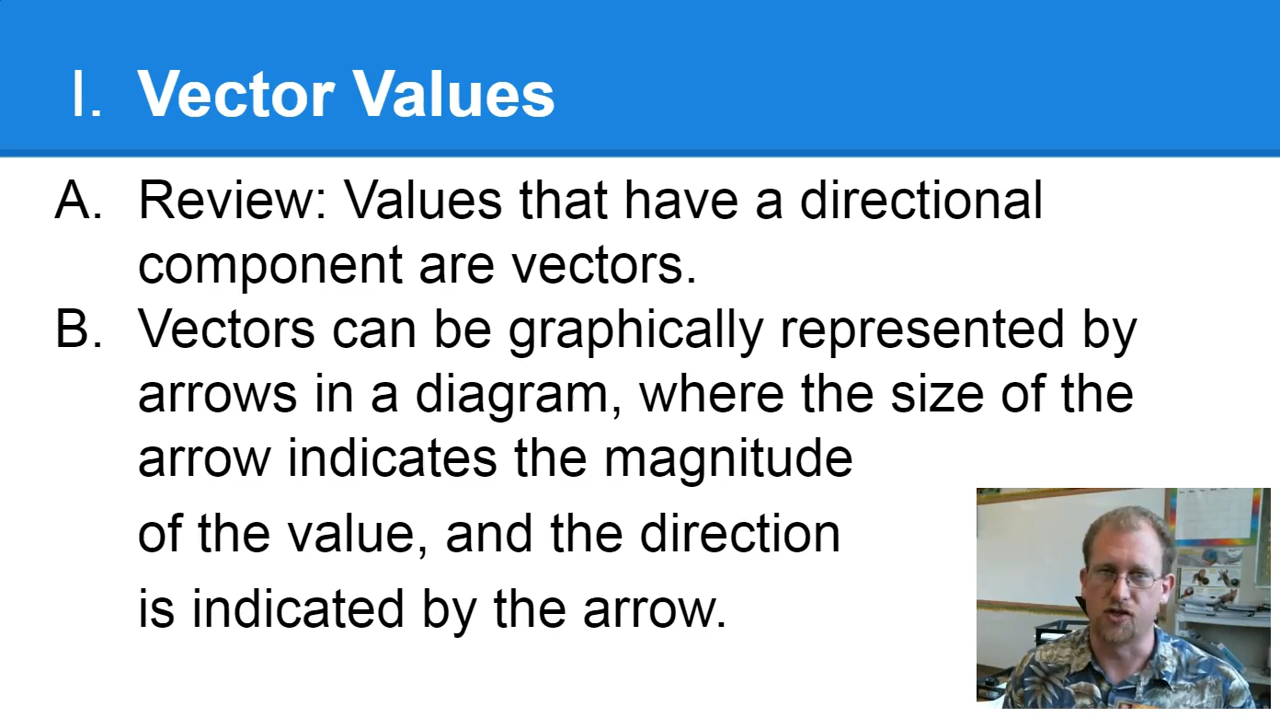 I. Vector Values
A. Review: Values that have a directional
component are vectors.
B. Vectors can be graphically represented by
arrows in a diagram, where the size of the
arrow indicates the magnitude
of the value, and the direction
is indicated by the arrow.